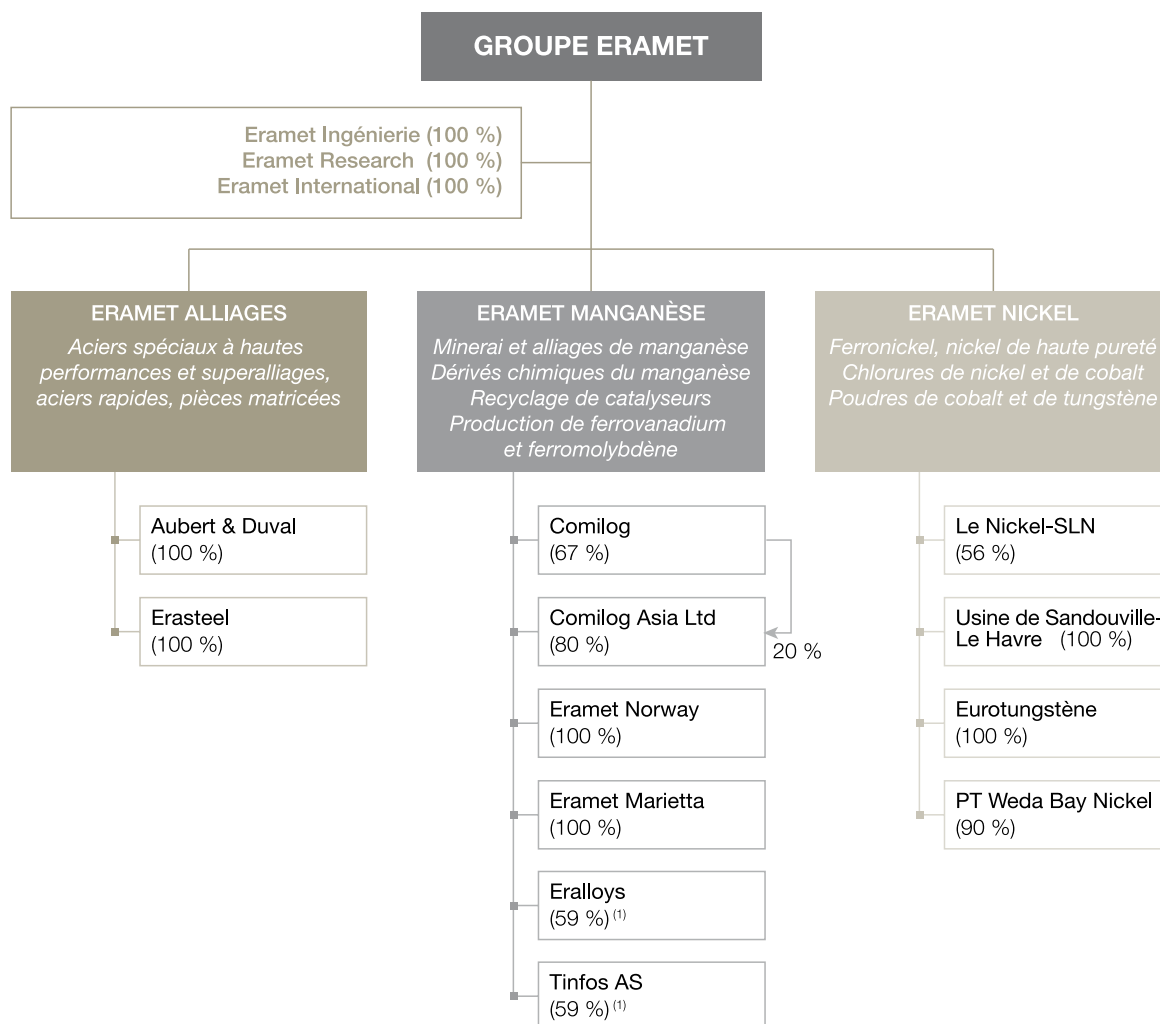 GROUPE ERAMET
Eramet Ingénierie (100 %)
Eramet Research (100 %)
Eramet International (100 %)
ERAMET ALLIAGES
Aciers spéciaux à hautes
performances et superalliages,
aciers rapides, pièces matricées
Aubert & Duval
(100 %)
Erasteel
(100 %)
ERAMET MANGANÈSE
Minerai et alliages de manganèse
Dérivés chimiques du manganèse
Recyclage de catalyseurs
Production de ferrovanadium
et ferromolybdène
Comilog
(67 %)
Comilog Asia Ltd
(80 %)
20 %
Eramet Norway
(100 %)
Eramet Marietta
(100 %)
Eralloys
(59 %) (1)
Tinfos AS
(59 %) (1)
ERAMET NICKEL
Ferronickel, nickel de haute pureté
Chlorures de nickel et de cobalt
Poudres de cobalt et de tungstène
Le Nickel-SLN
(56 %)
Usine de Sandouville-
Le Havre (100 %)
Eurotungstène
(100 %)
PT Weda Bay Nickel
(90 %)